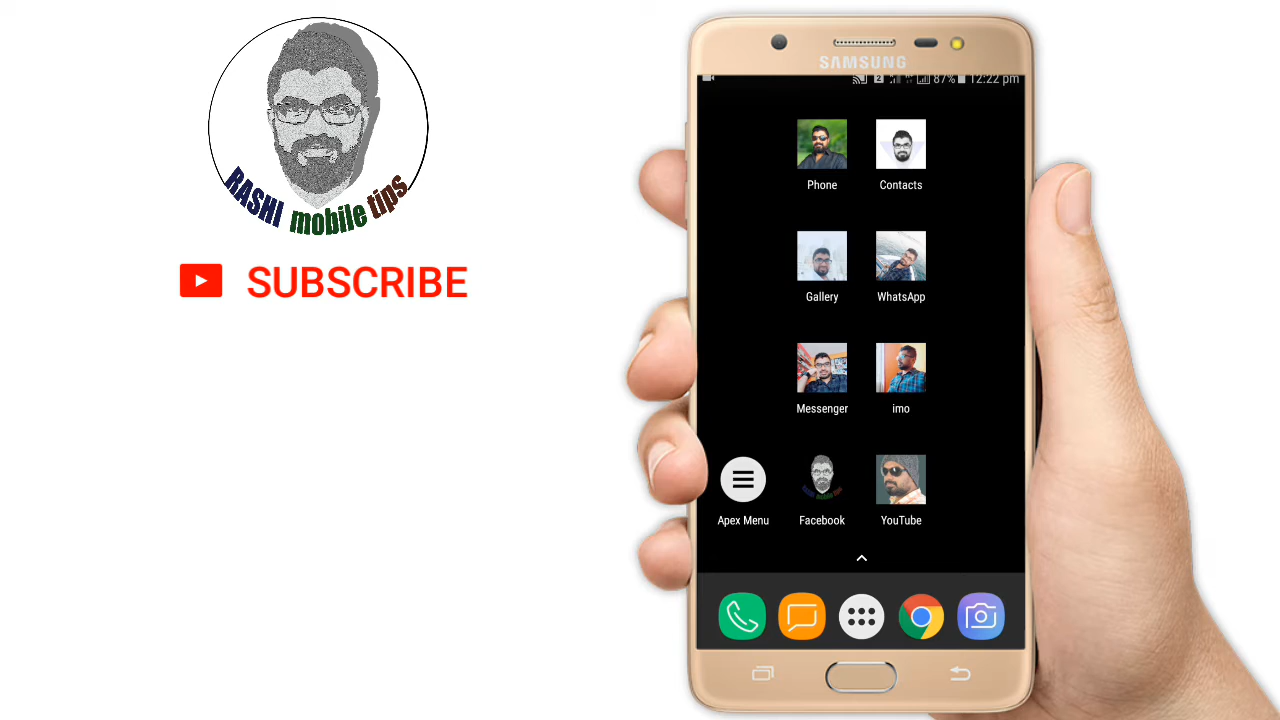 RASHI mobile tips
SUBSCRIBE
SAMSUNG
2 87% 12:22 pm
Phone
Contacts
Gallery
WhatsApp
Messenger
imo
Apex Menu
Facebook
YouTube